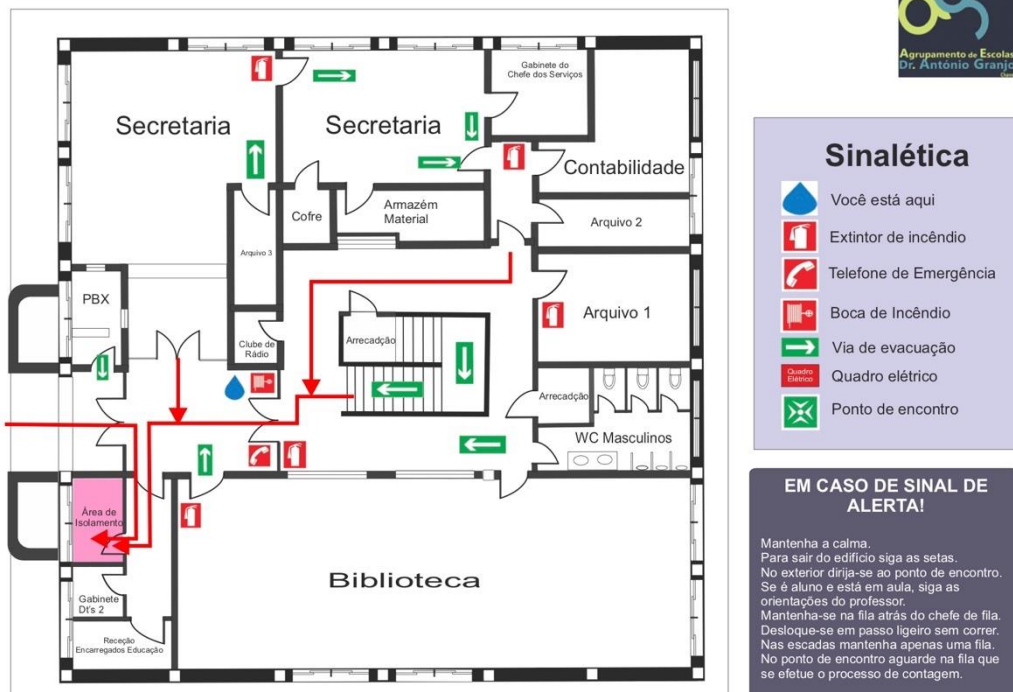 Agrupamento de Escolas
Dr. António Granjo
Gabinete do
Chefe dos Serviços
Secretaria
Secretaria
Contabilidade
Cofre
Armazém
Material
Arquivo 2
Arquivo 3
PBX
Arquivo 1
Clube de
Rádio
Arrecadção
Arrecadção
WC Masculinos
Área de
Isolamento
Gabinete
Dt's 2
Receção
Encarregados Educação
Biblioteca
Sinalética
Você está aqui
Extintor de incêndio
Telefone de Emergência
Boca de Incêndio
Via de evacuação
Quadro
Elétrico
Quadro elétrico
Ponto de encontro
EM CASO DE SINAL DE
ALERTA!
Mantenha a calma.
Para sair do edifício siga as setas.
No exterior dirija-se ao ponto de encontro.
Se é aluno e está em aula, siga as
orientações do professor.
Mantenha-se na fila atrás do chefe de fila.
Desloque-se em passo ligeiro sem correr.
Nas escadas mantenha apenas uma fila.
No ponto de encontro aguarde na fila que
se efetue o processo de contagem.